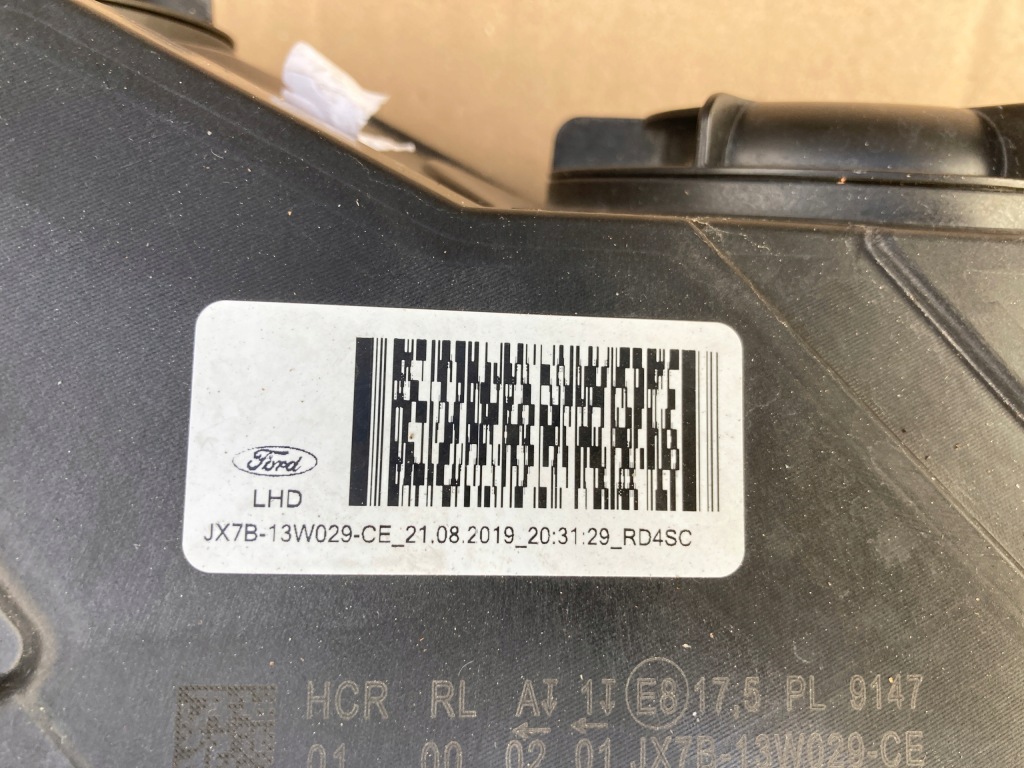 Ford
LHD
JX7B-13W029-CE_21.08.2019_20:31:29_RD4SC
HCR RL A 1 E8 17,5 PL 9147
01 00 02 01 JX7B-13W029-CE